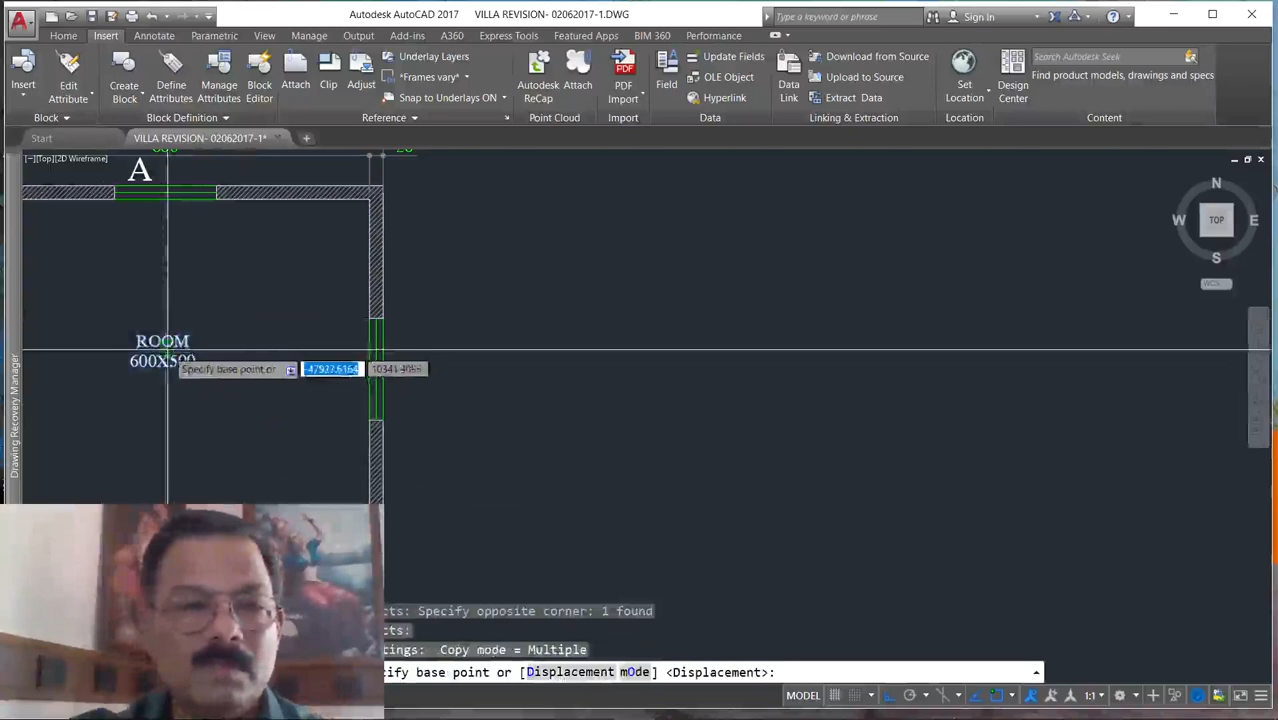 Autodesk AutoCAD 2017 VILLA REVISION- 02062017-1.DWG
Type a keyword or phrase
Sign In
Home Insert Annotate Parametric View Manage Output Add-ins A360 Express Tools Featured Apps BIM 360 Performance
Insert
Edit Attribute
Create Block
Define Attributes
Manage Attributes
Block Editor
Attach
Clip
Adjust
Underlay Layers
*Frames vary*
Snap to Underlays ON
Autodesk ReCap
Attach
PDF Import
Field
Update Fields
OLE Object
Hyperlink
Data Link
Download from Source
Upload to Source
Extract Data
Set Location
Design Center
Search Autodesk Seek
Find product models, drawings and specs
Block
Block Definition
Reference
Point Cloud
Import
Data
Linking & Extraction
Location
Content
Start
VILLA REVISION- 02062017-1*
[−][Top][2D Wireframe]
A
N
W TOP E
S
WCS
ROOM
600X500
Specify base point or
Drawing Recovery Manager
cts: Specify opposite corner: 1 found
cts:
tings: Copy mode = Multiple
ify base point or [Displacement mOde] <Displacement>:
MODEL
1:1